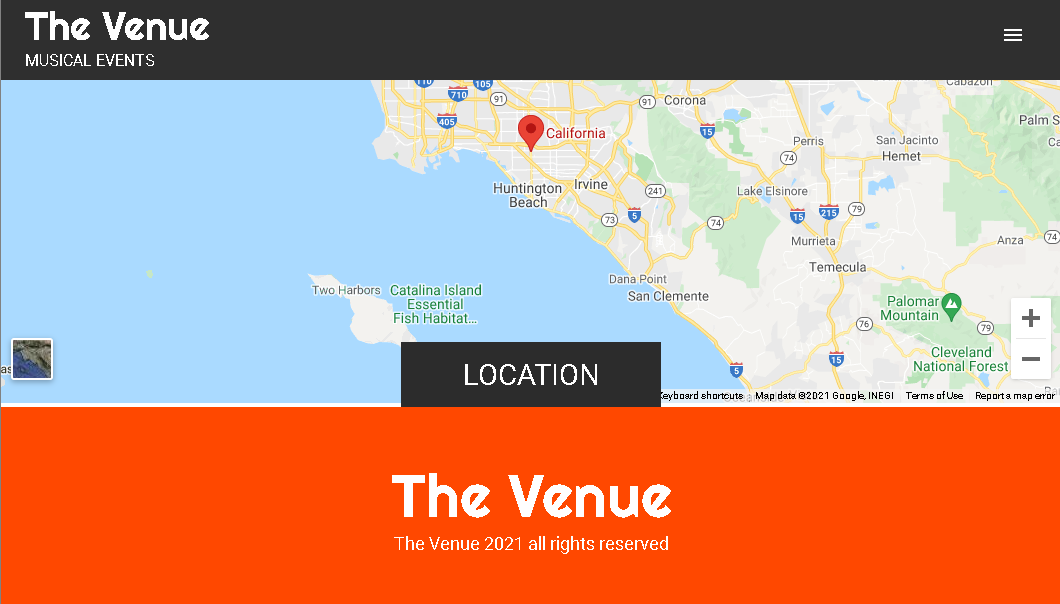 The Venue
MUSICAL EVENTS
110
105
710
91
91
Corona
405
15
California
Perris
74
San Jacinto
Hemet
Cabazon
Palm S
Huntington
Beach
Irvine
241
Lake Elsinore
73
5
74
15
215
79
Murrieta
Anza
74
Temecula
Dana Point
San Clemente
Two Harbors
Catalina Island
Essential
Fish Habitat...
Palomar
Mountain
76
79
Cleveland
National Forest
15
5
LOCATION
Keyboard shortcuts
Map data ©2021 Google, INEGI
Terms of Use
Report a map error
The Venue
The Venue 2021 all rights reserved